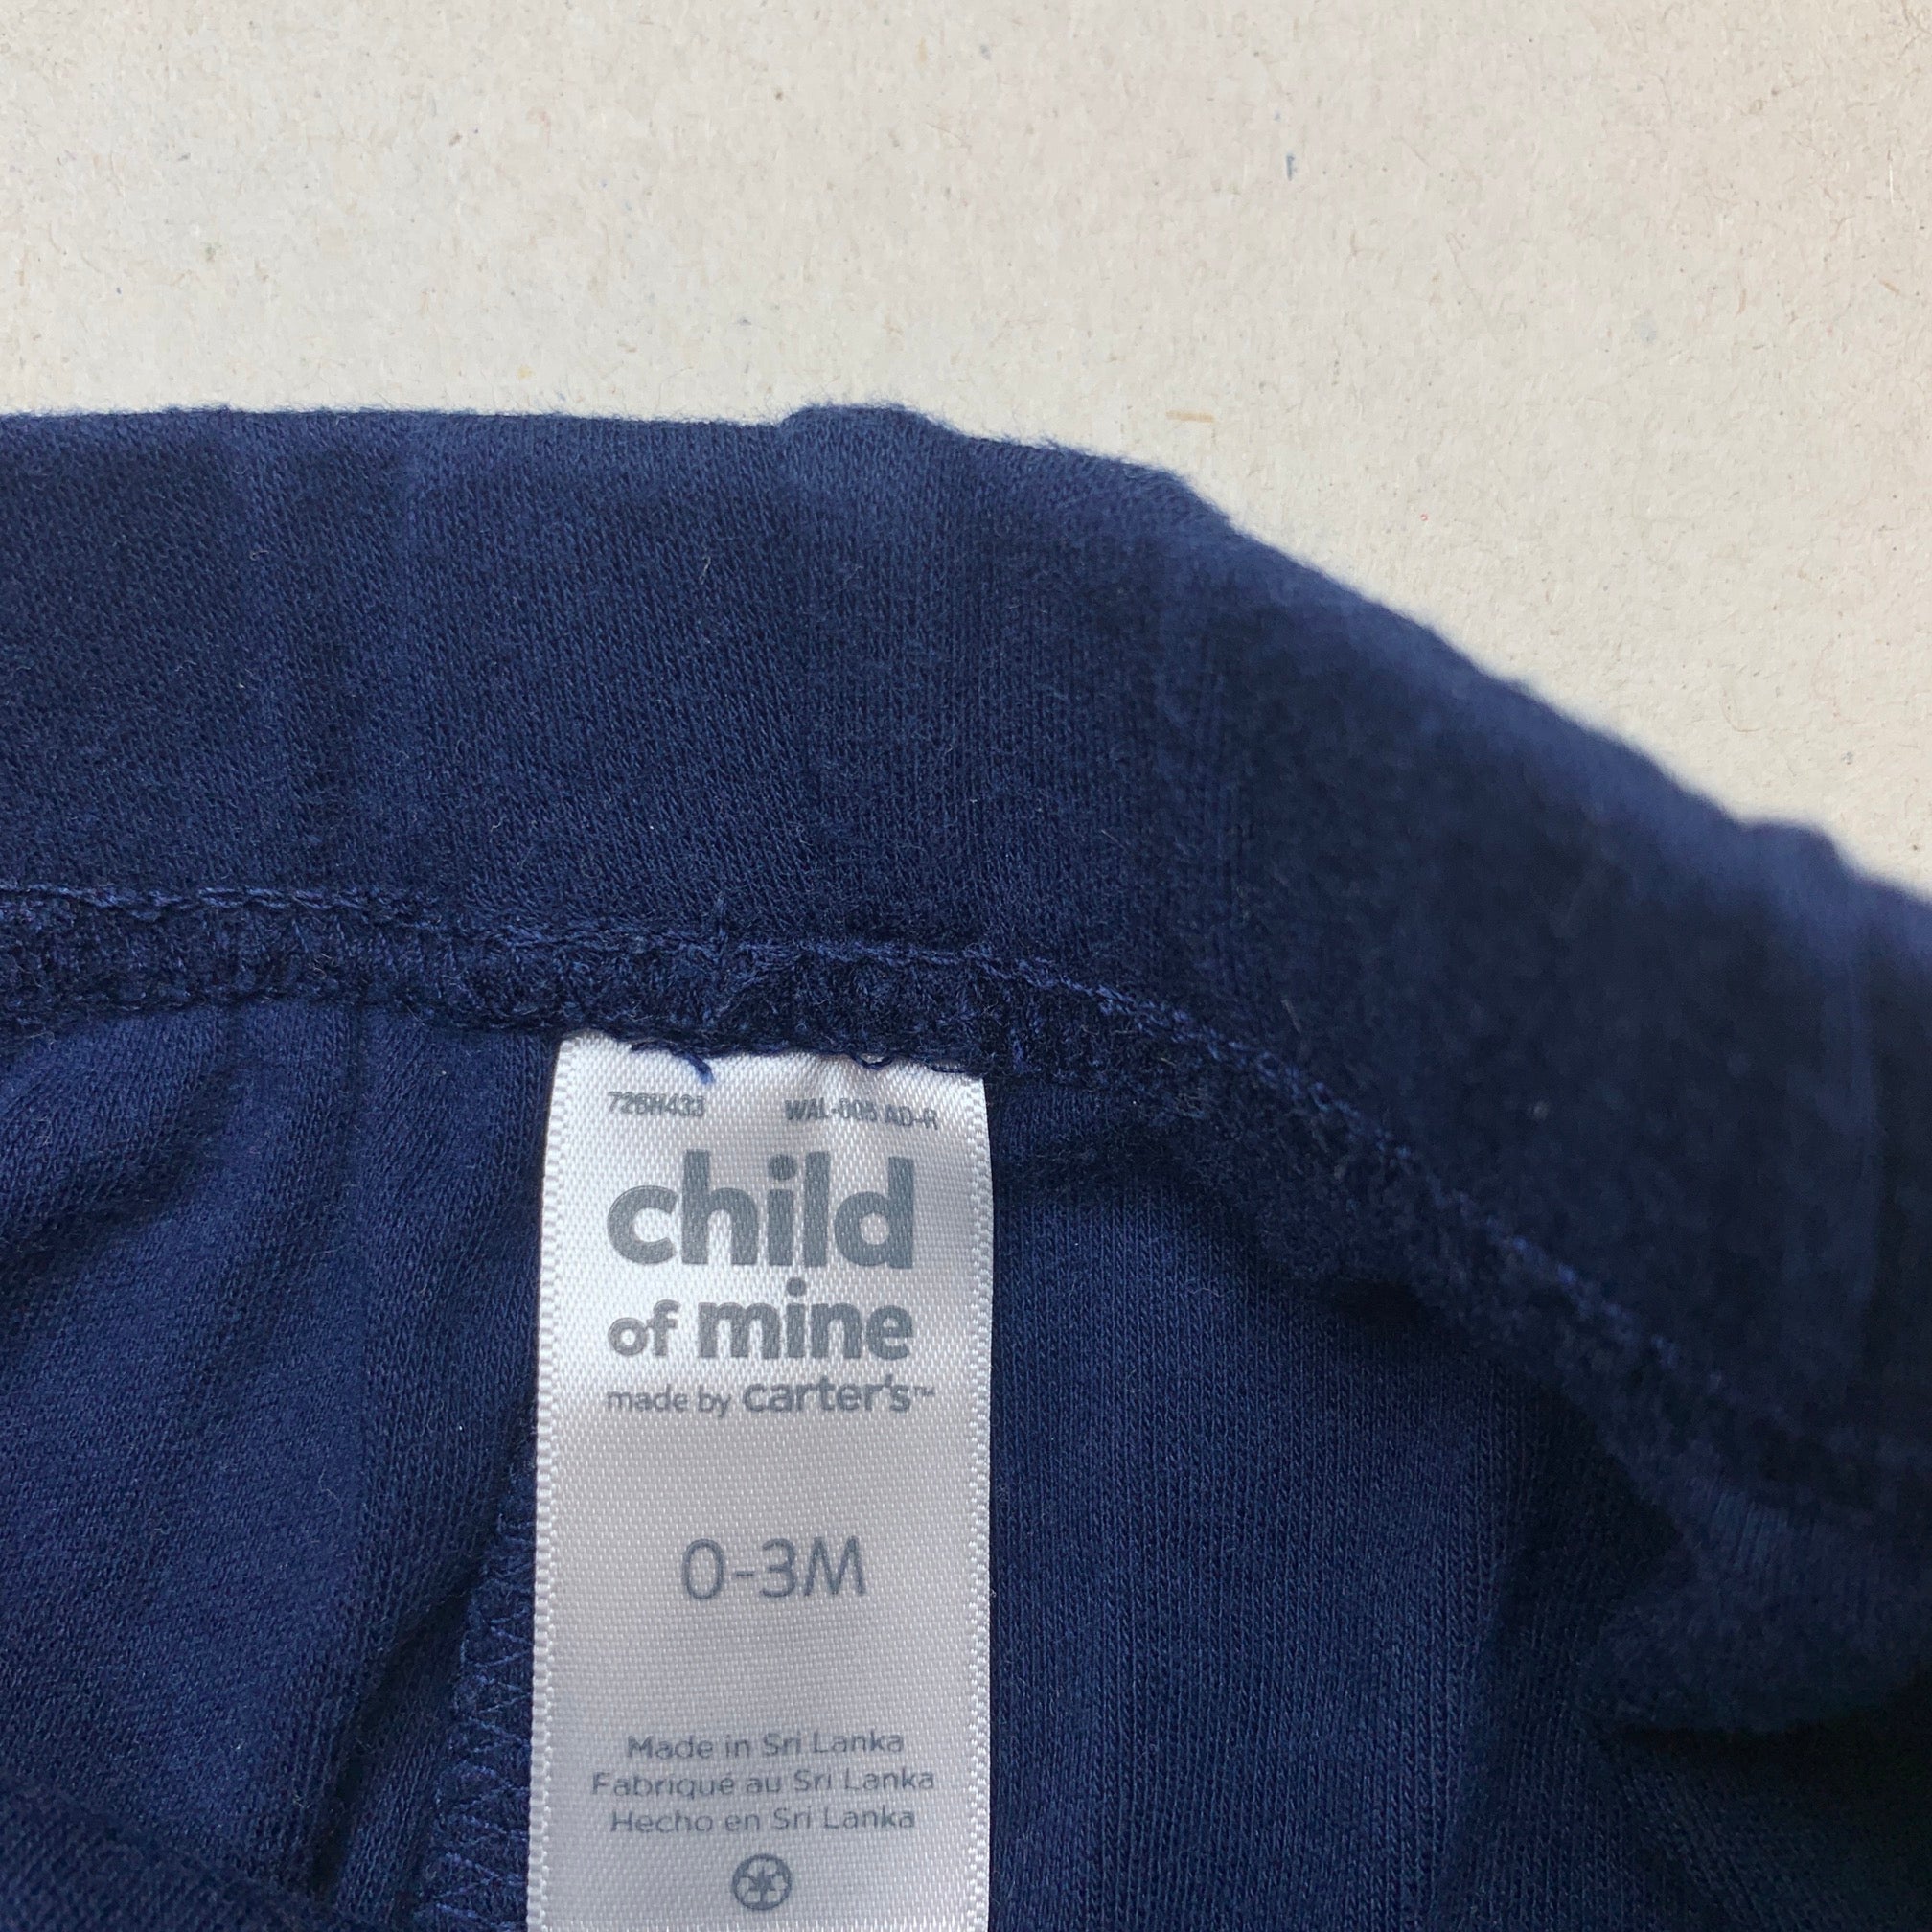 726H433 WAL-008 AD-R
child
of mine
made by carter's™
0-3M
Made in Sri Lanka
Fabriqué au Sri Lanka
Hecho en Sri Lanka